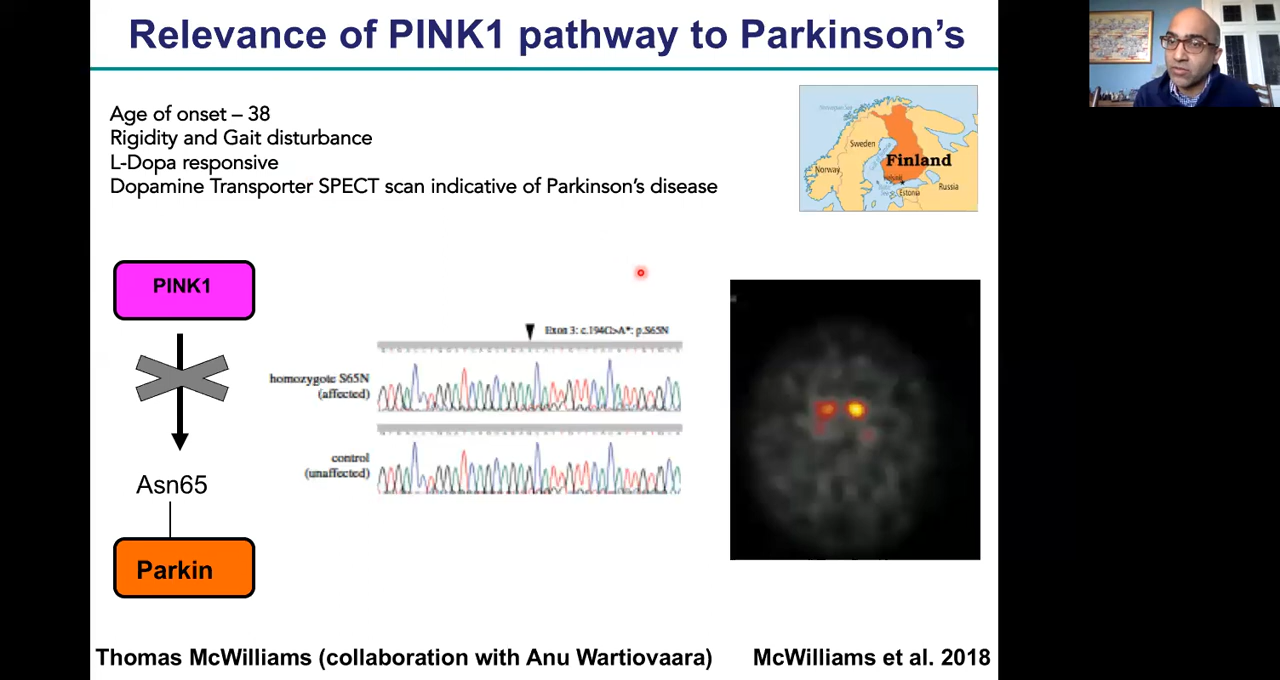 Relevance of PINK1 pathway to Parkinson's
Age of onset – 38
Rigidity and Gait disturbance
L-Dopa responsive
Dopamine Transporter SPECT scan indicative of Parkinson's disease
Sweden
Finland
Norway
Helsinki
Estonia
Russia
PINK1
Exon 3: c.194G>A*: p.S65N
homozygote S65N
(affected)
control
(unaffected)
Asn65
Parkin
Thomas McWilliams (collaboration with Anu Wartiovaara)
McWilliams et al. 2018